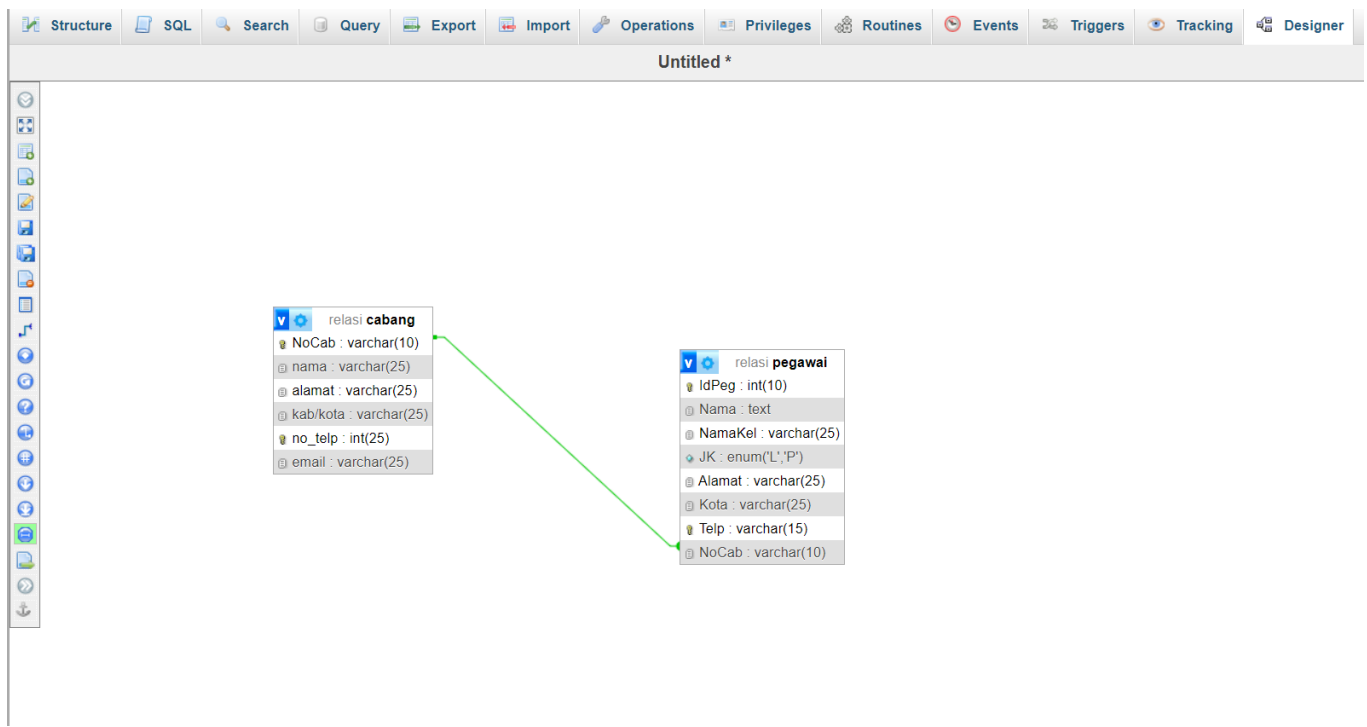 Structure SQL Search Query Export Import Operations Privileges Routines Events Triggers Tracking Designer
Untitled *
v relasi cabang
NoCab : varchar(10)
nama : varchar(25)
alamat : varchar(25)
kab/kota : varchar(25)
no_telp : int(25)
email : varchar(25)
v relasi pegawai
IdPeg : int(10)
Nama : text
NamaKel : varchar(25)
JK : enum('L','P')
Alamat : varchar(25)
Kota : varchar(25)
Telp : varchar(15)
NoCab : varchar(10)